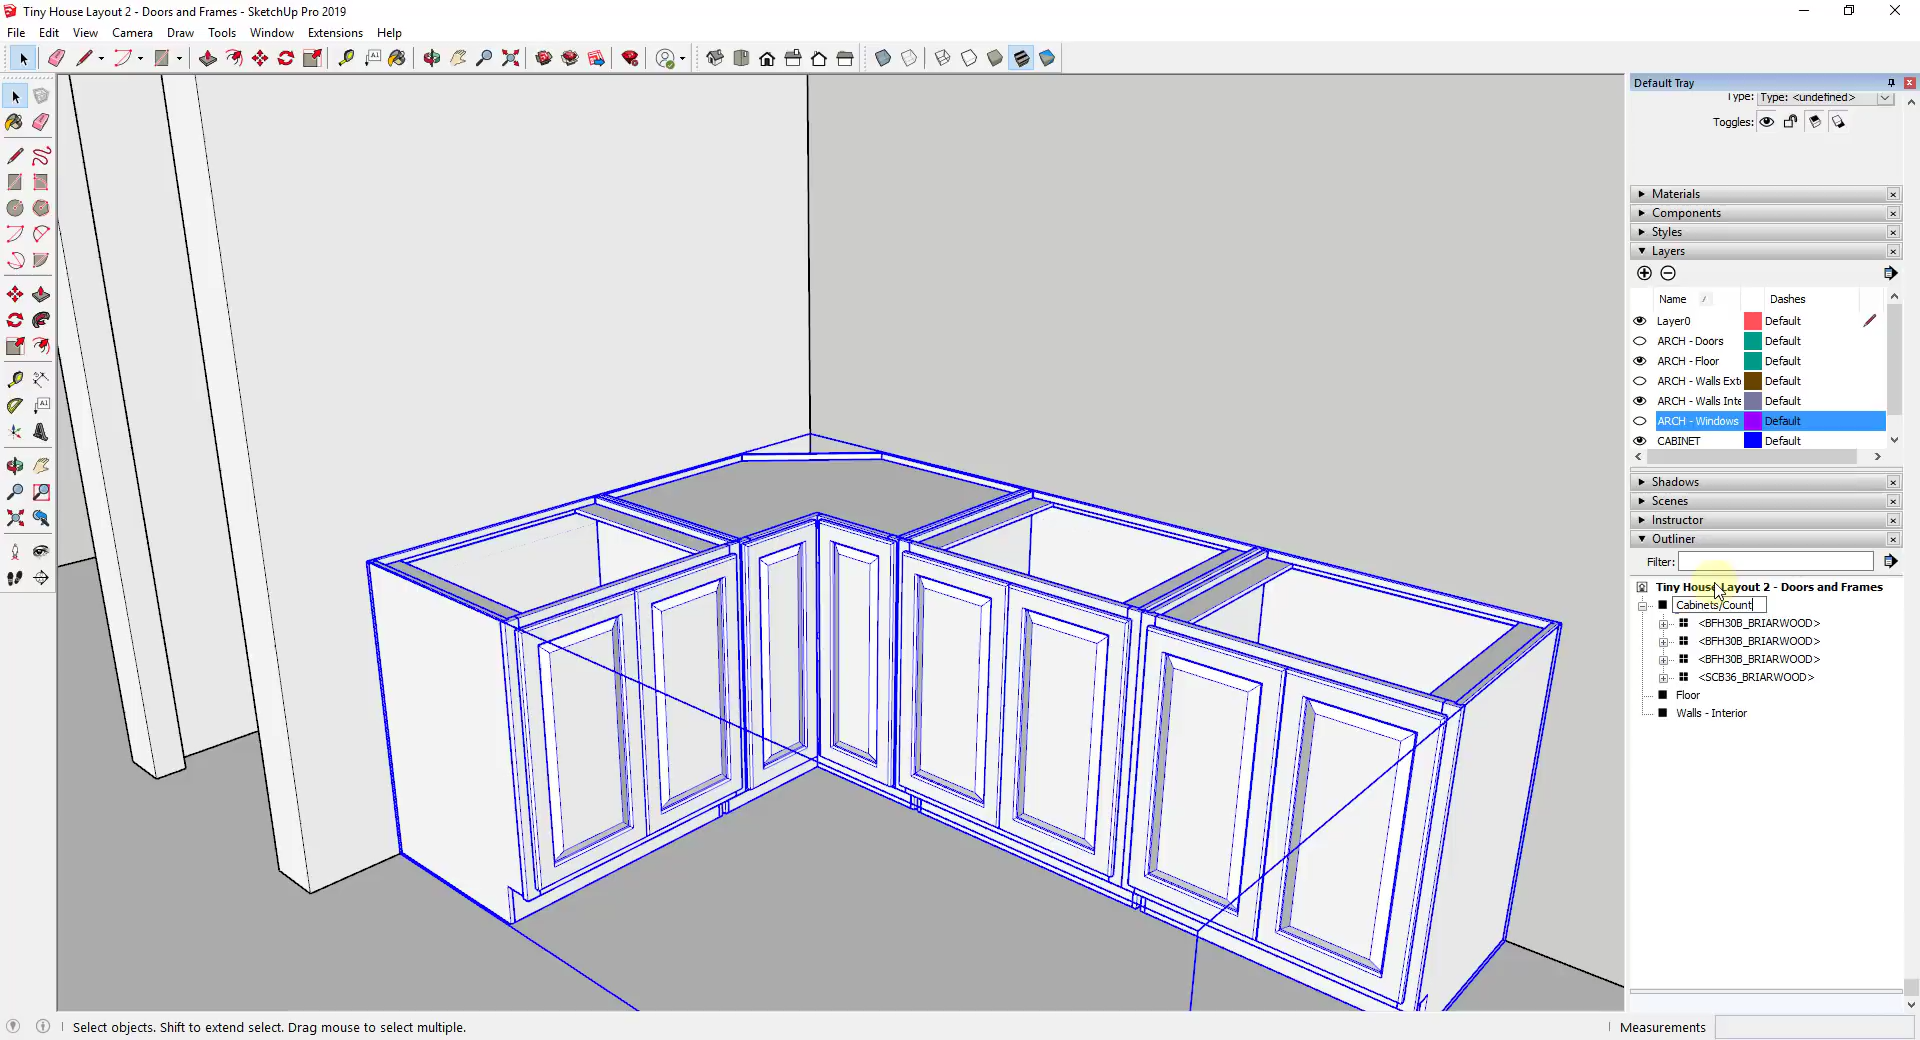 Tiny House Layout 2 - Doors and Frames - SketchUp Pro 2019
File Edit View Camera Draw Tools Window Extensions Help
Default Tray
Type: Type: <undefined>
Toggles:
Materials
Components
Styles
Layers
Name Dashes
Layer0 Default
ARCH - Doors Default
ARCH - Floor Default
ARCH - Walls Ext Default
ARCH - Walls Inte Default
ARCH - Windows Default
CABINET Default
Shadows
Scenes
Instructor
Outliner
Filter:
Tiny House Layout 2 - Doors and Frames
Cabinets/Count
<BFH30B_BRIARWOOD>
<BFH30B_BRIARWOOD>
<BFH30B_BRIARWOOD>
<SCB36_BRIARWOOD>
Floor
Walls - Interior
Select objects. Shift to extend select. Drag mouse to select multiple.
Measurements